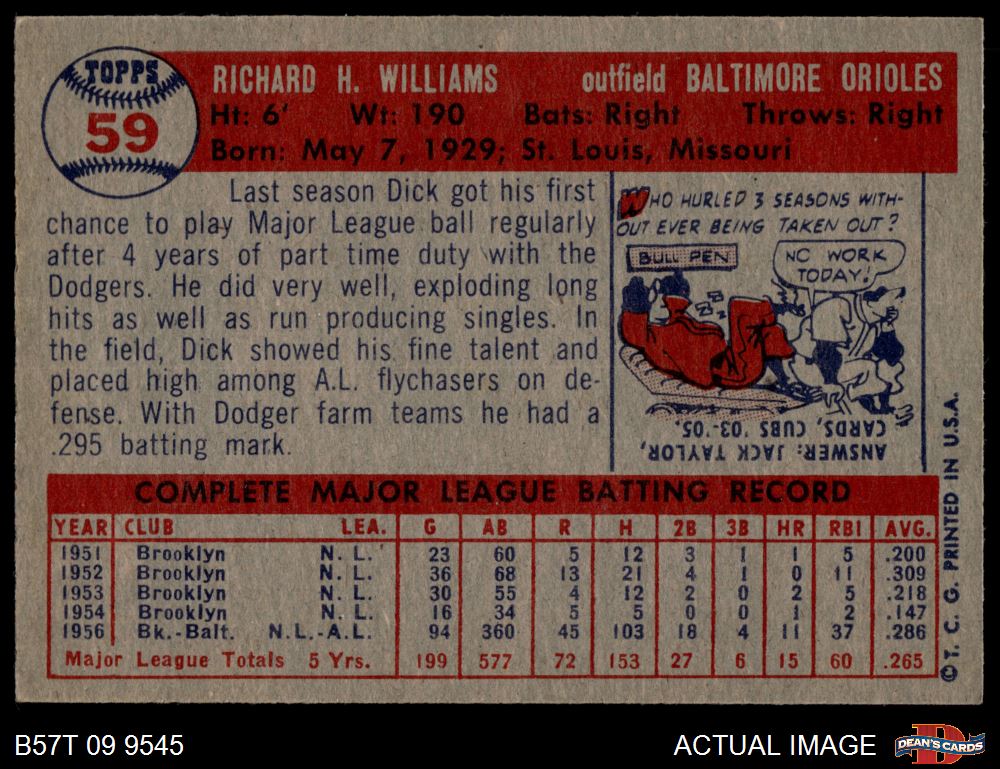 TOPPS
59
RICHARD H. WILLIAMS outfield BALTIMORE ORIOLES
Ht: 6' Wt: 190 Bats: Right Throws: Right
Born: May 7, 1929; St. Louis, Missouri
Last season Dick got his first
chance to play Major League ball regularly
after 4 years of part time duty with the
Dodgers. He did very well, exploding long
hits as well as run producing singles. In
the field, Dick showed his fine talent and
placed high among A.L. flychasers on de-
fense. With Dodger farm teams he had a
.295 batting mark.
WHO HURLED 3 SEASONS WITH-
OUT EVER BEING TAKEN OUT?
BULL PEN
NO WORK
TODAY!
ZZZ
ANSWER: JACK TAYLOR,
CARDS, CUBS '03-'05.
COMPLETE MAJOR LEAGUE BATTING RECORD
YEAR CLUB LEA. G AB R H 2B 3B HR RBI AVG.
1951 Brooklyn N. L. 23 60 5 12 3 1 1 5 .200
1952 Brooklyn N. L. 36 68 13 21 4 1 0 11 .309
1953 Brooklyn N. L. 30 55 4 12 2 0 2 5 .218
1954 Brooklyn N. L. 16 34 5 5 0 0 1 2 .147
1956 Bk.-Balt. N.L.-A.L. 94 360 45 103 18 4 11 37 .286
Major League Totals 5 Yrs. 199 577 72 153 27 6 15 60 .265
© T. C. G. PRINTED IN U.S.A.
B57T 09 9545
ACTUAL IMAGE
D
DEAN'S CARDS